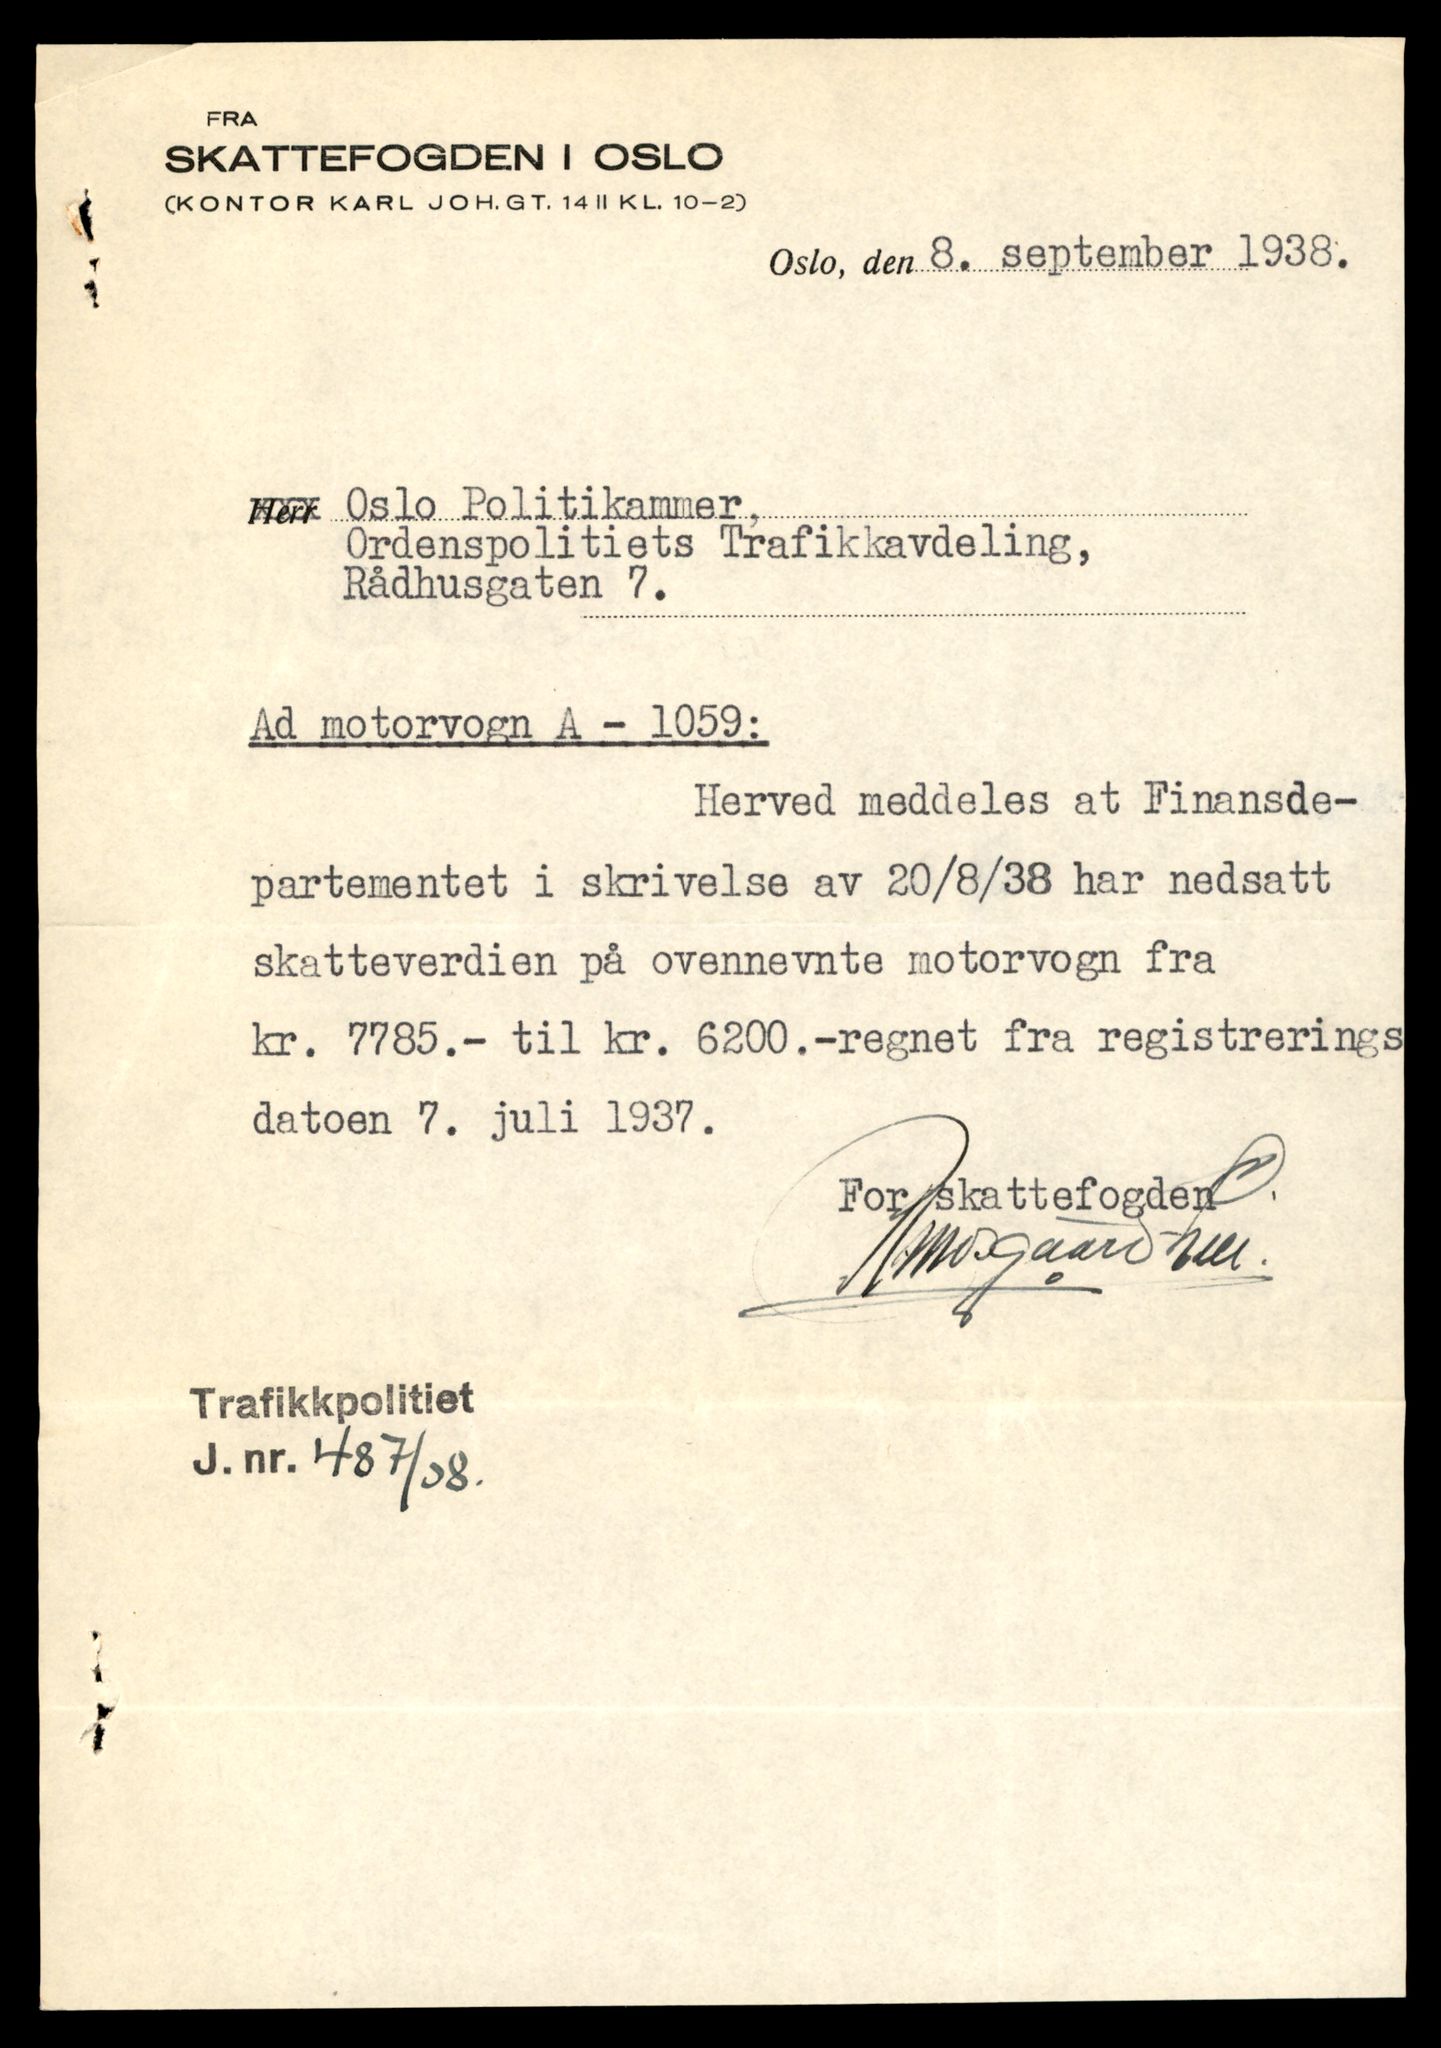 FRA
SKATTEFOGDEN I OSLO
(KONTOR KARL JOH. GT. 14 II KL. 10–2)
Oslo, den 8. september 1938.
Herr Oslo Politikammer,
Ordenspolitiets Trafikkavdeling,
Rådhusgaten 7.
Ad motorvogn A - 1059:
Herved meddeles at Finansde-
partementet i skrivelse av 20/8/38 har nedsatt
skatteverdien på ovennevnte motorvogn fra
kr. 7785.- til kr. 6200.-regnet fra registrerings
datoen 7. juli 1937.
For skattefogden
Trafikkpolitiet
J. nr. 487/38.